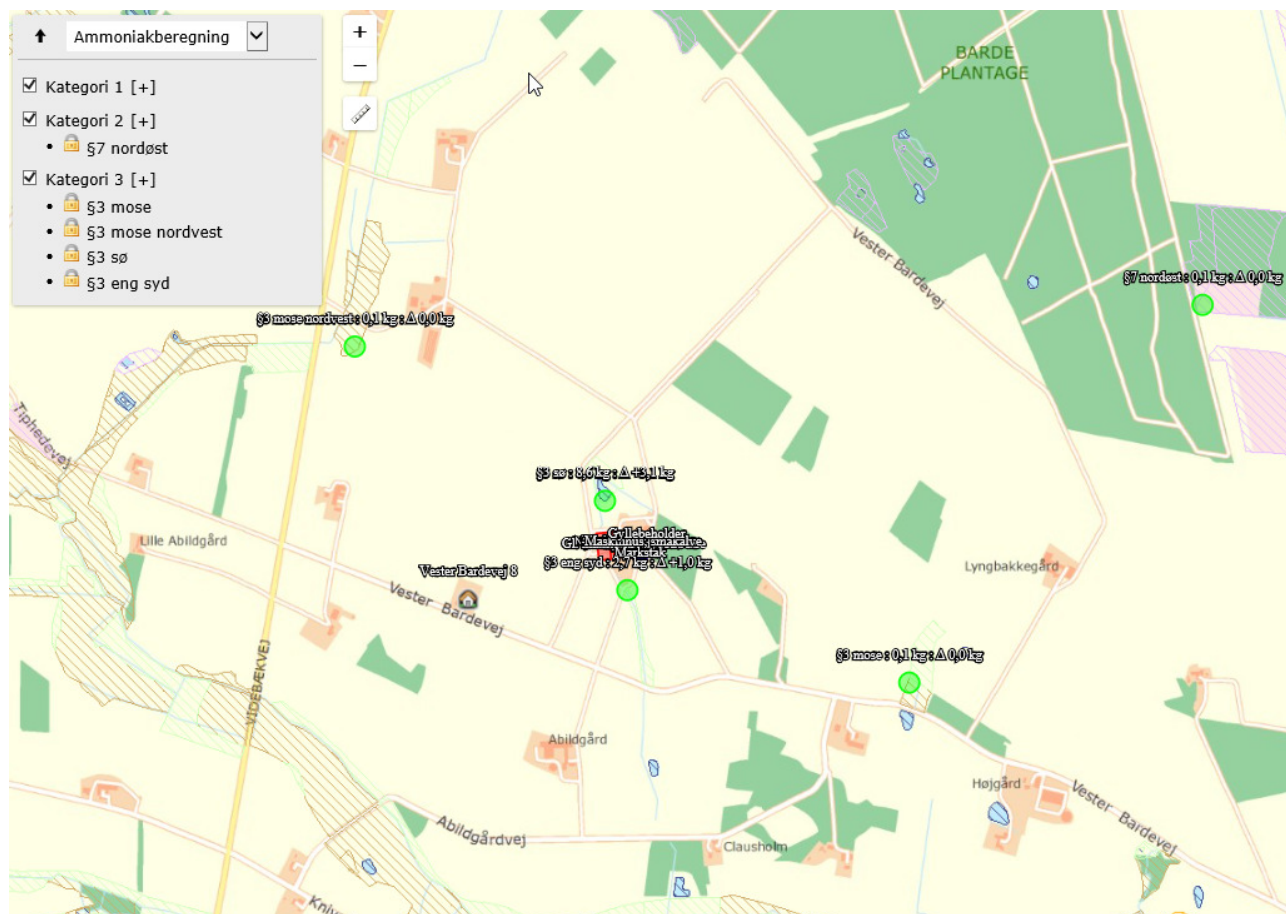 Ammoniakberegning
Kategori 1 [+]
Kategori 2 [+]
§7 nordøst
Kategori 3 [+]
§3 mose
§3 mose nordvest
§3 sø
§3 eng syd
+
−
BARDE
PLANTAGE
Vester Bardevej
§7 nordøst : 0,1 kg : Δ 0,0 kg
§3 mose nordvest : 0,1 kg : Δ 0,0 kg
Tiphedevej
§3 sø : 8,6 kg : Δ +3,1 kg
Gyllebeholder
Maskinhus, småkalve
Markstak
§3 eng syd : 2,7 kg : Δ +1,0 kg
Lille Abildgård
Vester Bardevej 8
Vester Bardevej
Lyngbakkegård
§3 mose : 0,1 kg : Δ 0,0 kg
VIDEBÆKVEJ
Abildgård
Højgård
Vester Bardevej
Abildgårdvej
Clausholm